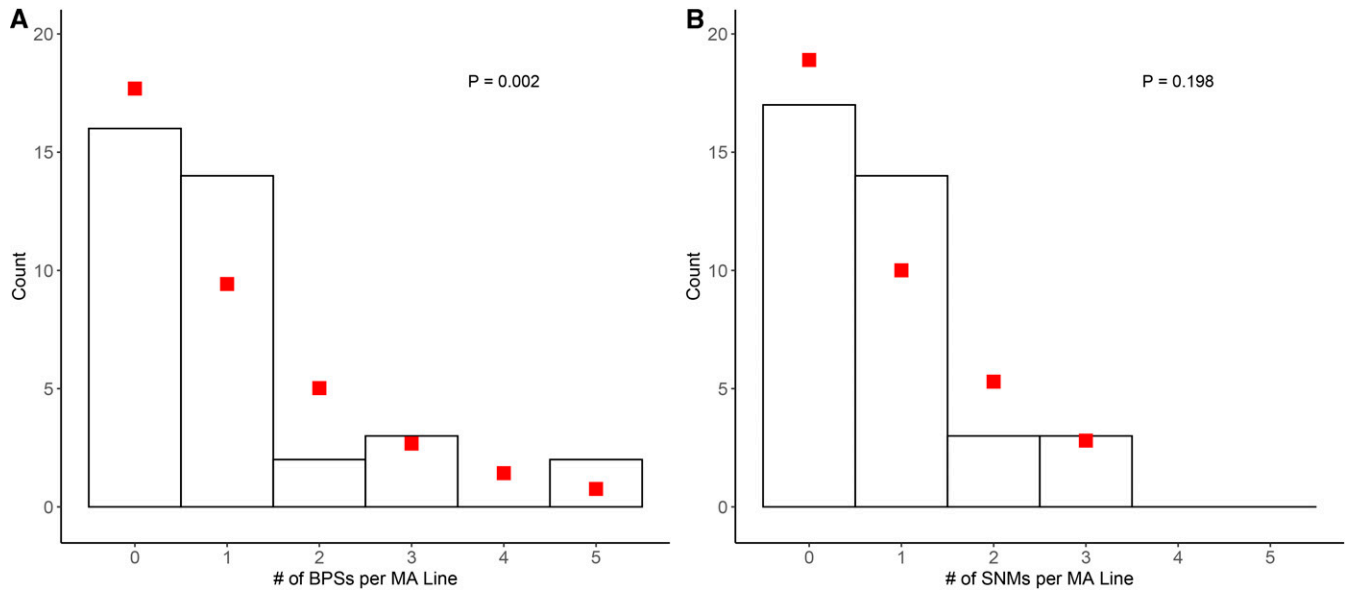 A
20
15
10
5
0
Count
P = 0.002
0 1 2 3 4 5
# of BPSs per MA Line
B
20
15
10
5
0
Count
P = 0.198
0 1 2 3 4 5
# of SNMs per MA Line